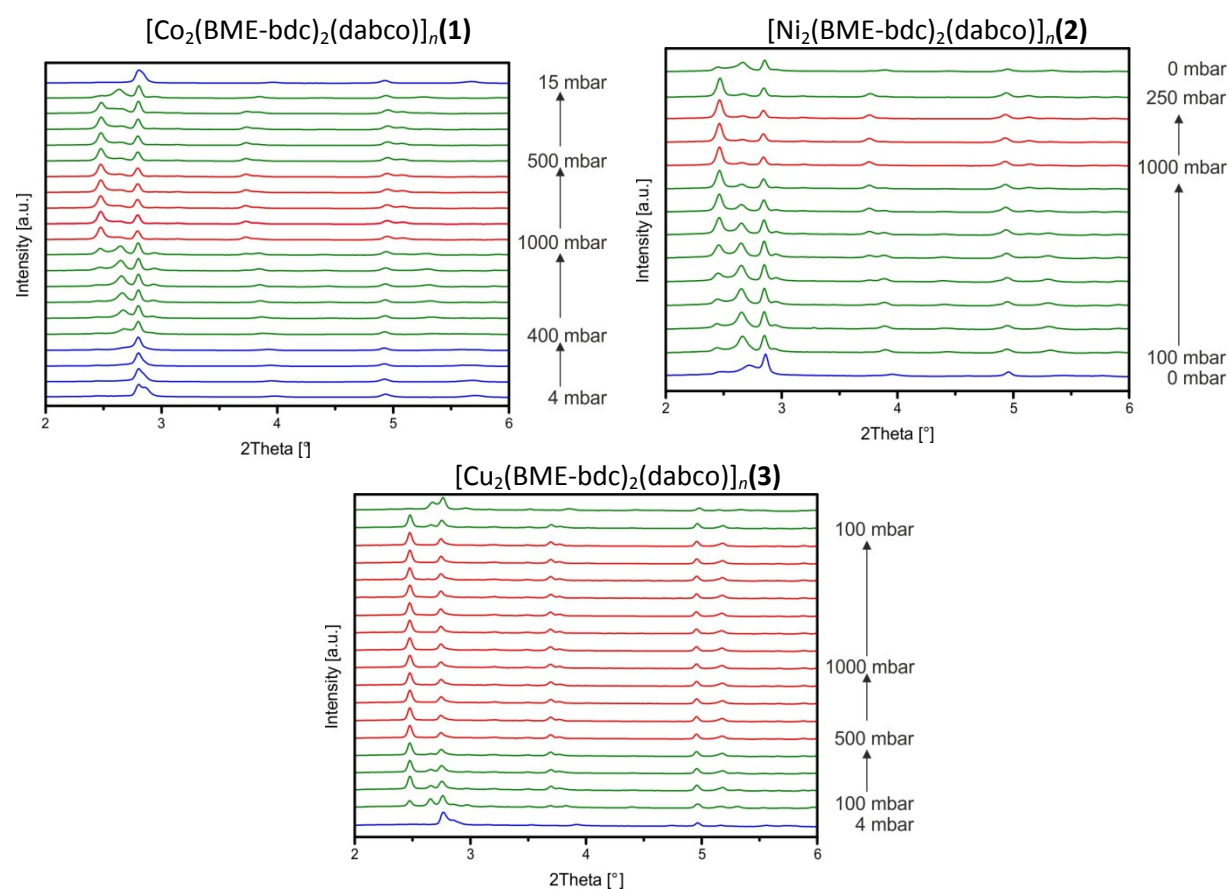 [Co2(BME-bdc)2(dabco)]n(1)
Intensity [a.u.]
15 mbar
500 mbar
1000 mbar
400 mbar
4 mbar
2 3 4 5 6
2Theta [°]
[Ni2(BME-bdc)2(dabco)]n(2)
Intensity [a.u.]
0 mbar
250 mbar
1000 mbar
100 mbar
0 mbar
2 3 4 5 6
2Theta [°]
[Cu2(BME-bdc)2(dabco)]n(3)
Intensity [a.u.]
100 mbar
1000 mbar
500 mbar
100 mbar
4 mbar
2 3 4 5 6
2Theta [°]